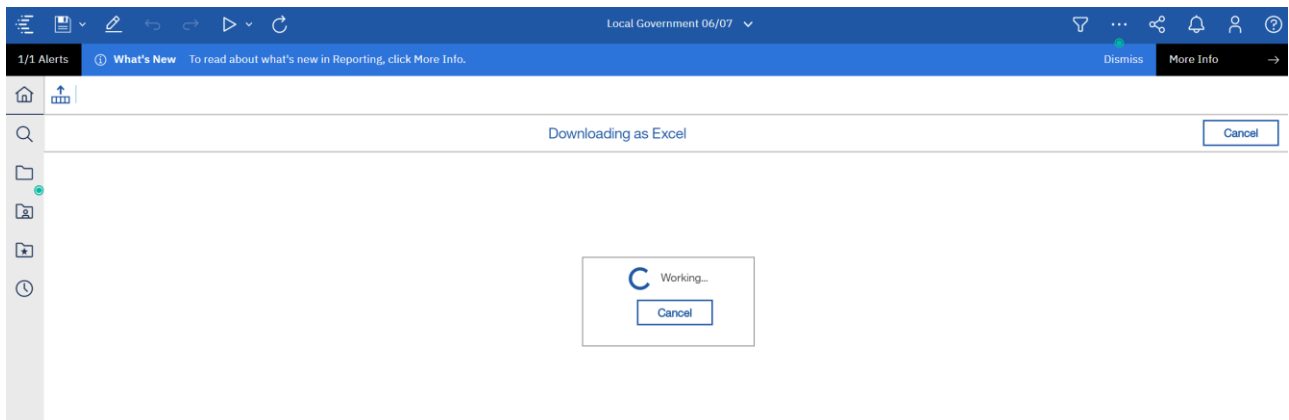 Local Government 06/07
1/1 Alerts What's New To read about what's new in Reporting, click More Info. Dismiss More Info
Downloading as Excel Cancel
Working...
Cancel